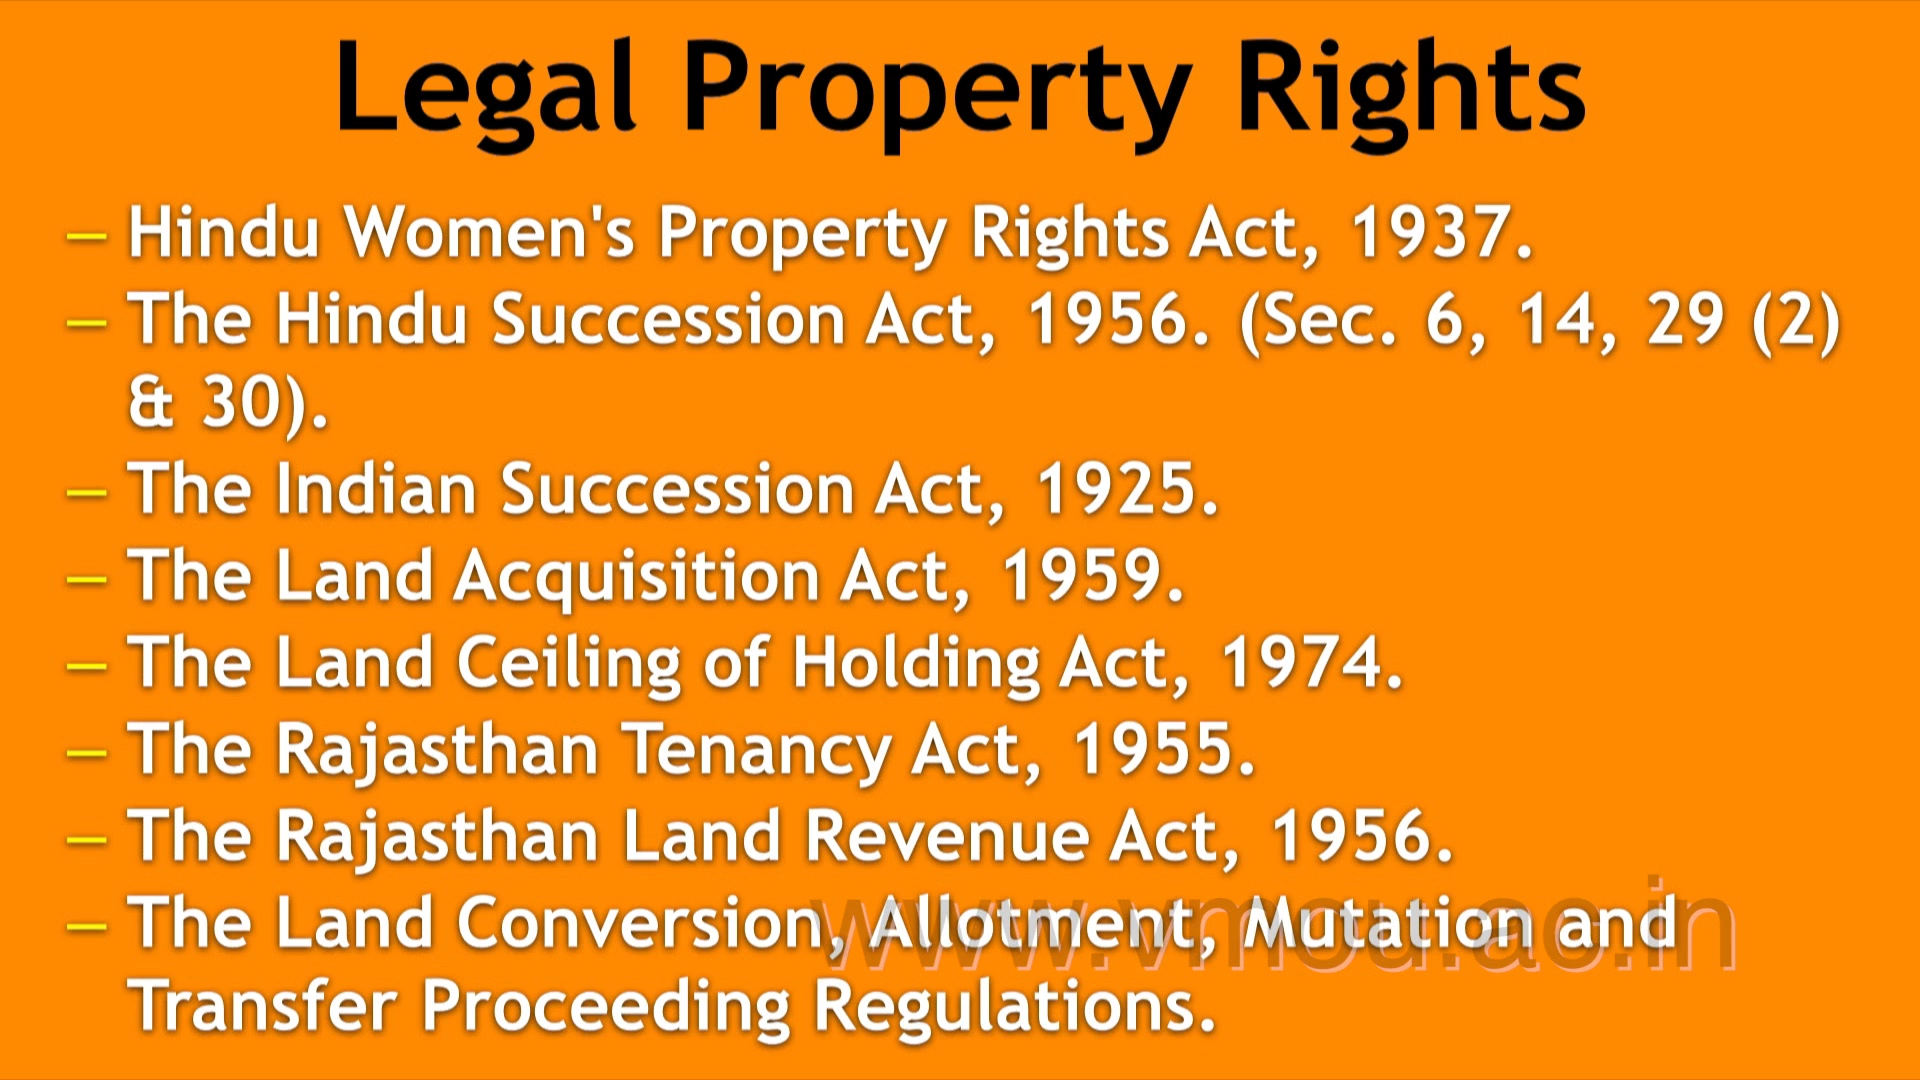 Legal Property Rights
– Hindu Women's Property Rights Act, 1937.
– The Hindu Succession Act, 1956. (Sec. 6, 14, 29 (2)
& 30).
– The Indian Succession Act, 1925.
– The Land Acquisition Act, 1959.
– The Land Ceiling of Holding Act, 1974.
– The Rajasthan Tenancy Act, 1955.
– The Rajasthan Land Revenue Act, 1956.
– The Land Conversion, Allotment, Mutation and
Transfer Proceeding Regulations.
www.vmou.ac.in